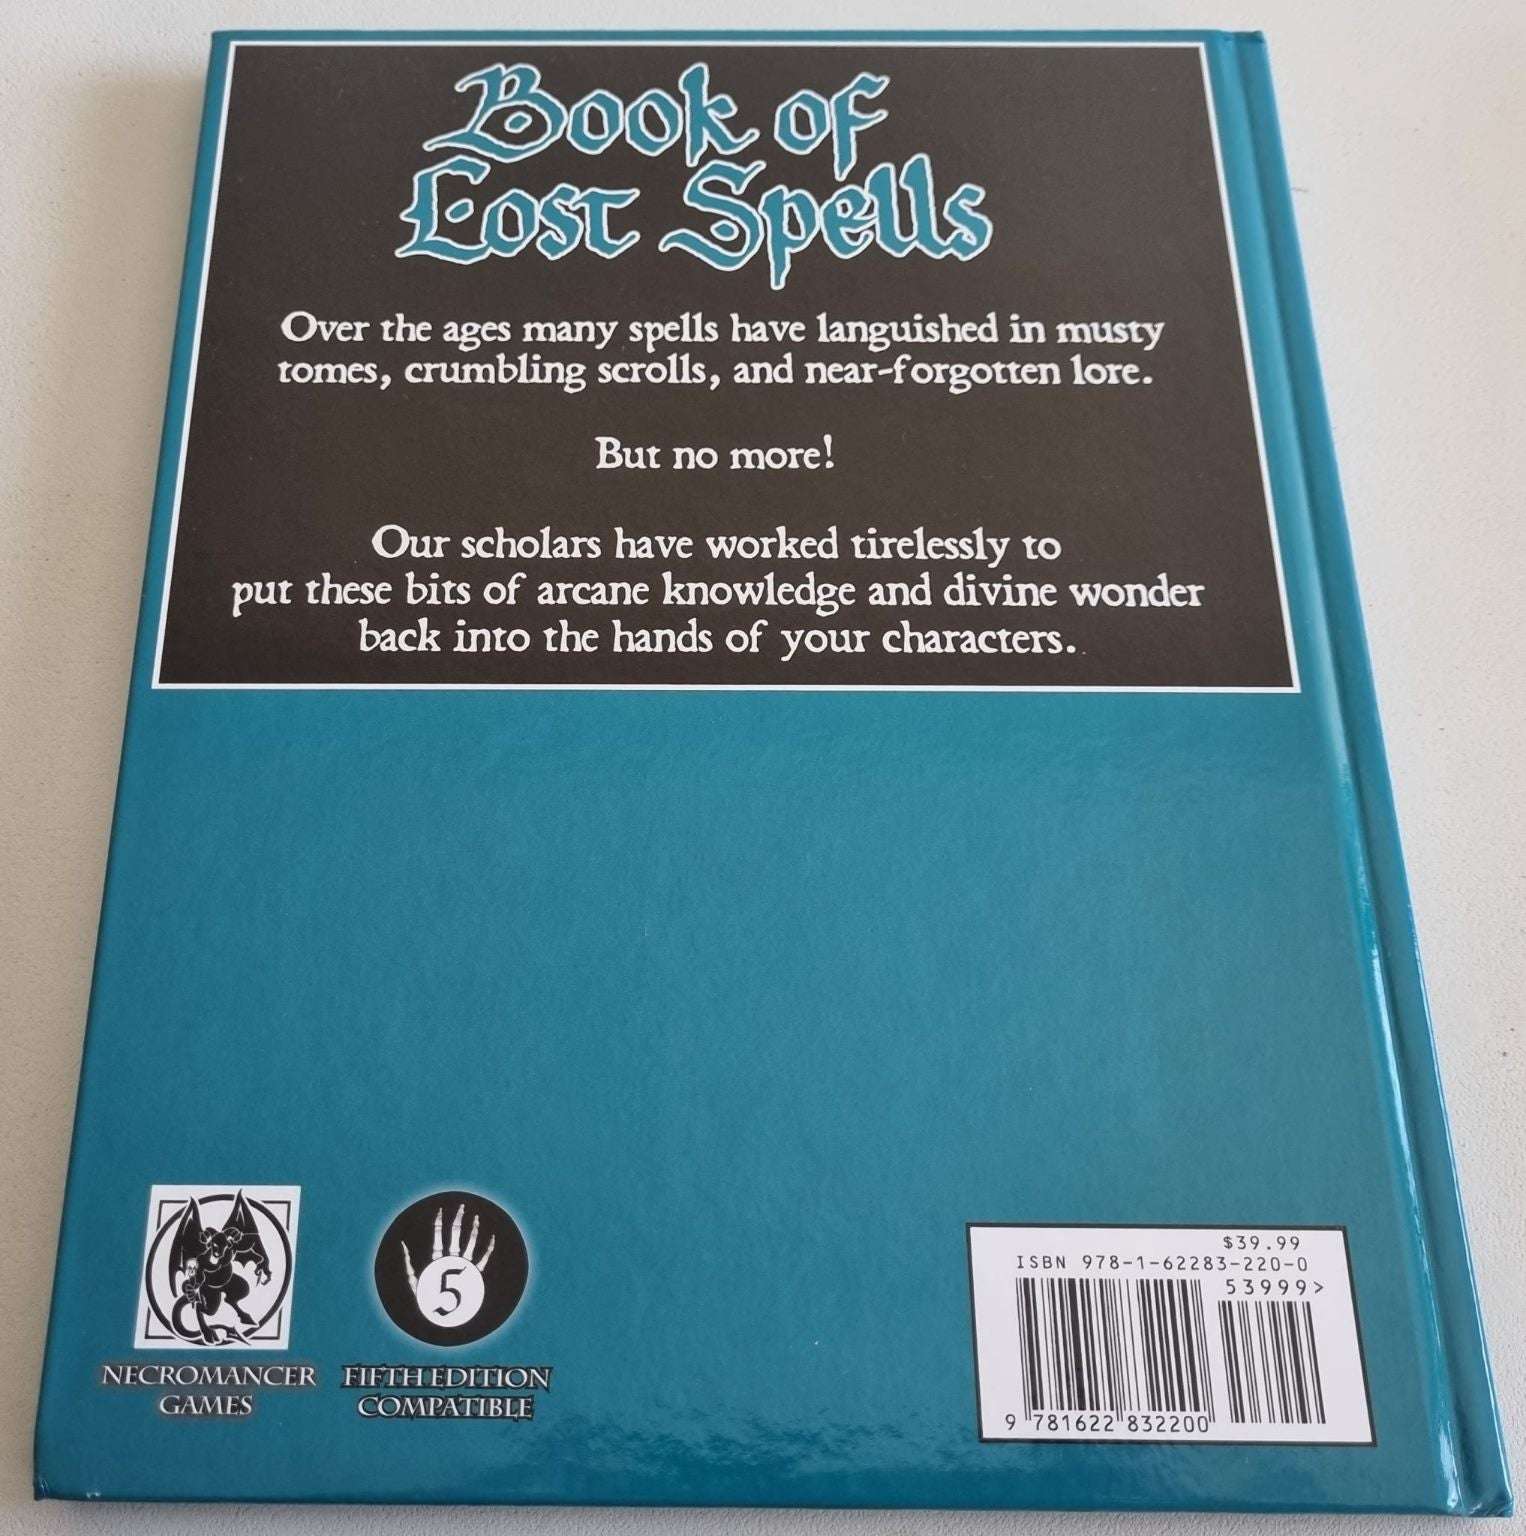 Book of
Lost Spells
Over the ages many spells have languished in musty
tomes, crumbling scrolls, and near-forgotten lore.
But no more!
Our scholars have worked tirelessly to
put these bits of arcane knowledge and divine wonder
back into the hands of your characters.
NECROMANCER
GAMES
5
FIFTH EDITION
COMPATIBLE
$39.99
ISBN 978-1-62283-220-0
53999>
9 781622 832200